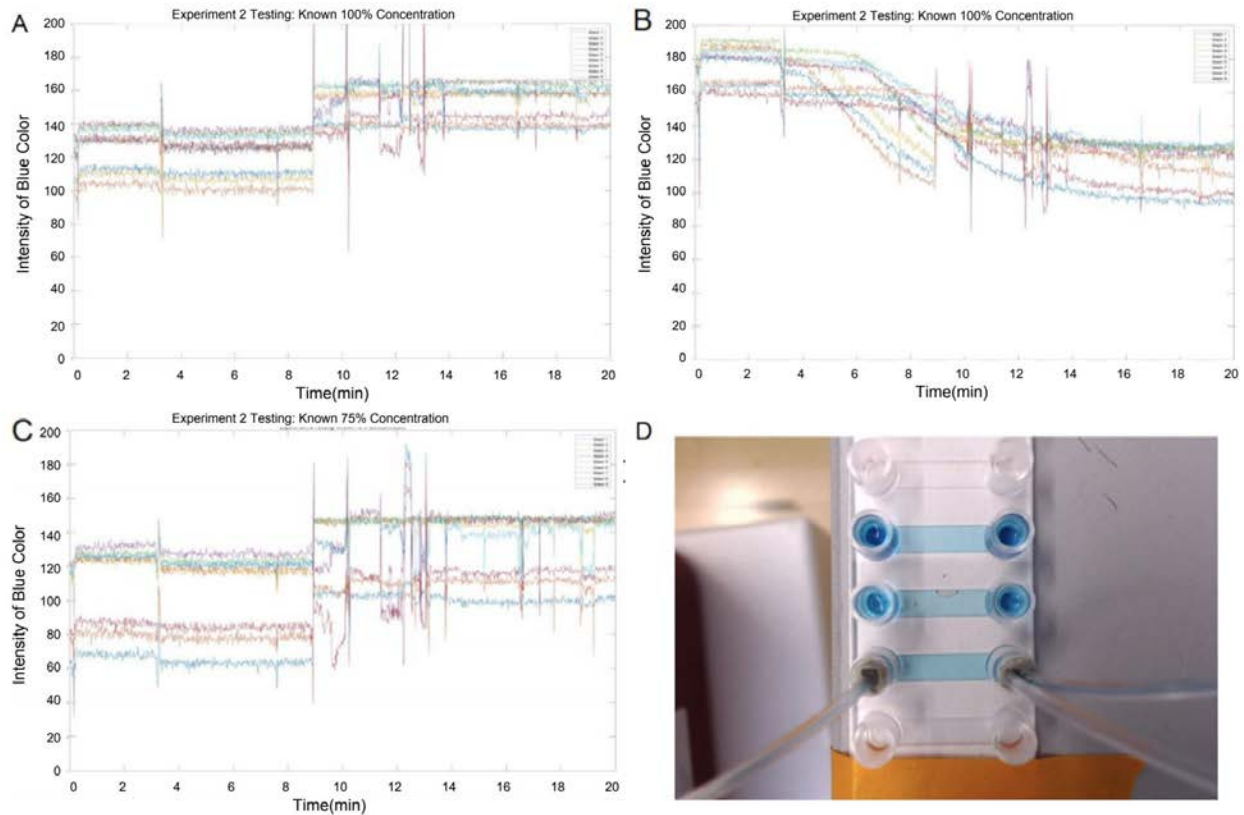 A
Experiment 2 Testing: Known 100% Concentration
200
180
160
140
120
100
80
60
40
20
0
Intensity of Blue Color
0 2 4 6 8 10 12 14 16 18 20
Time(min)
B
Experiment 2 Testing: Known 100% Concentration
200
180
160
140
120
100
80
60
40
20
0
Intensity of Blue Color
0 2 4 6 8 10 12 14 16 18 20
Time(min)
C
Experiment 2 Testing: Known 75% Concentration
200
180
160
140
120
100
80
60
40
20
0
Intensity of Blue Color
0 2 4 6 8 10 12 14 16 18 20
Time(min)
D